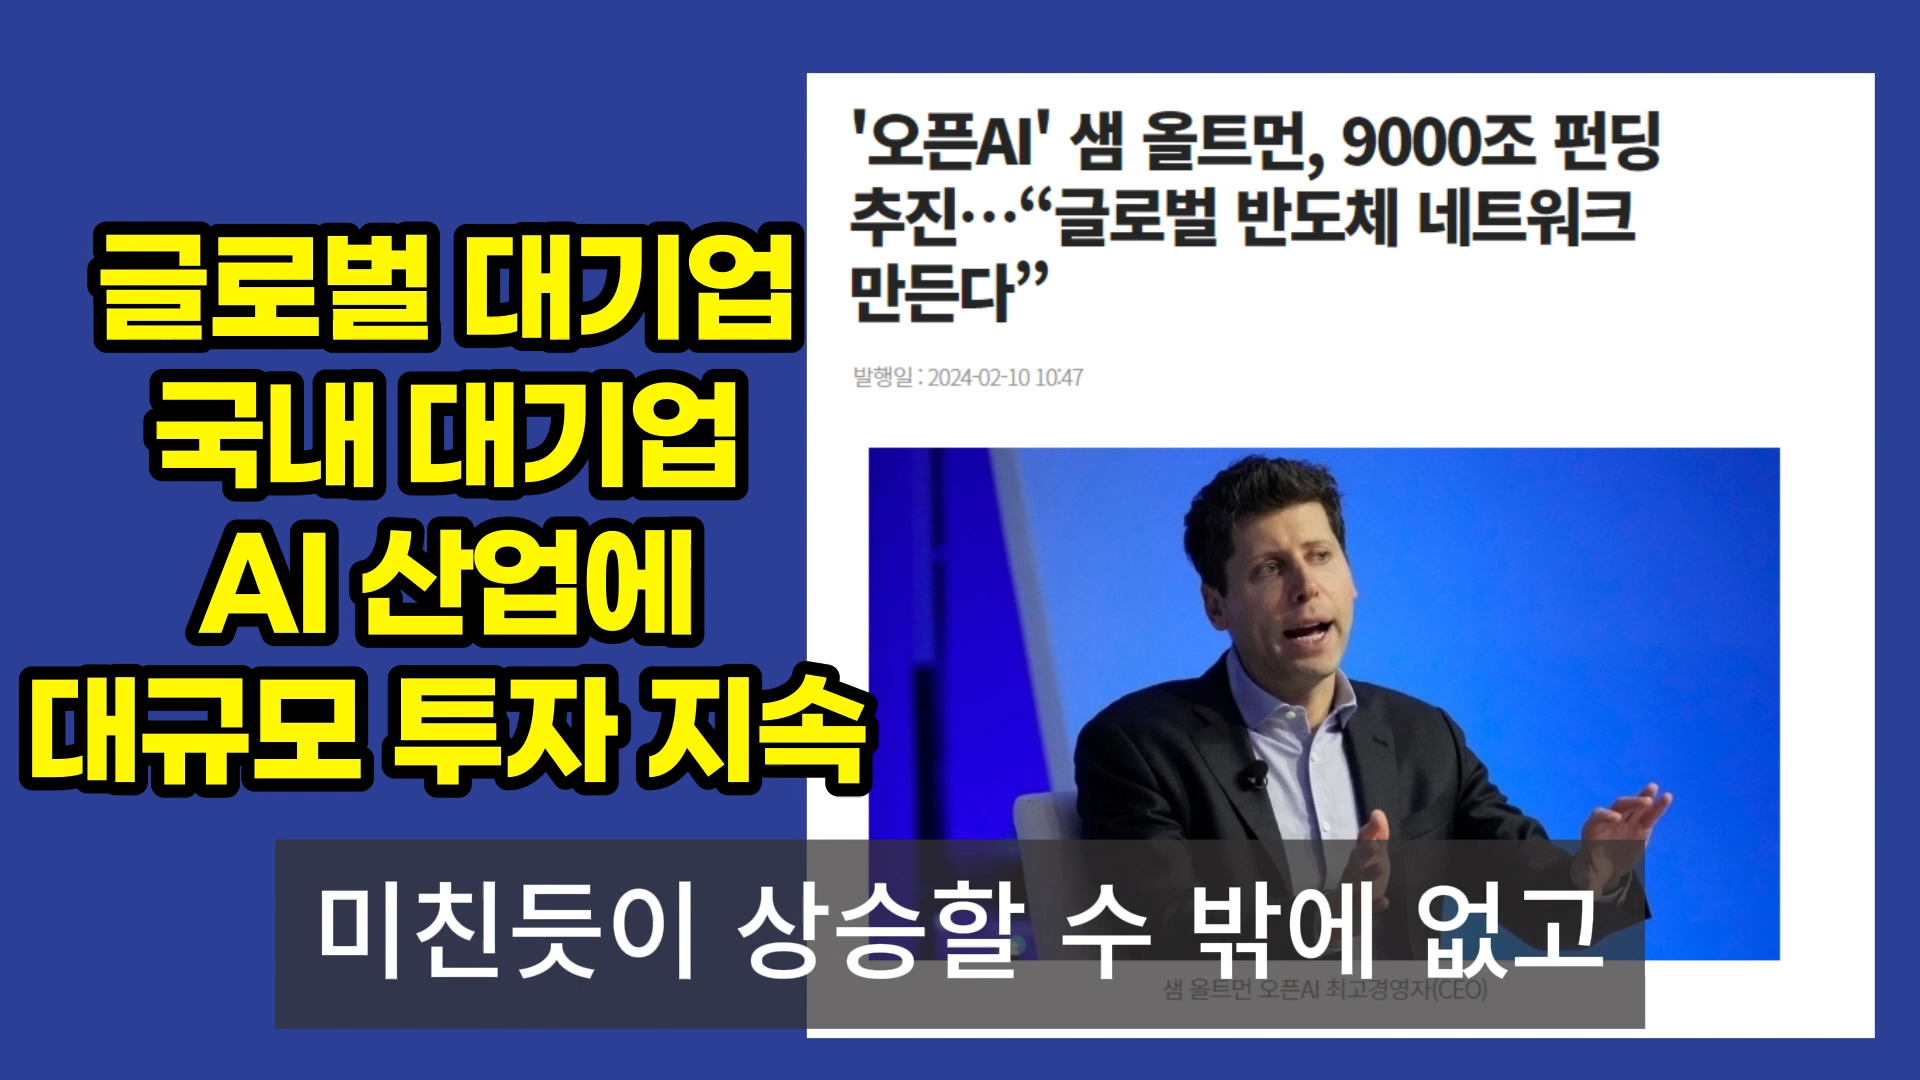 글로벌 대기업
국내 대기업
AI 산업에
대규모 투자 지속
'오픈AI' 샘 올트먼, 9000조 펀딩
추진…“글로벌 반도체 네트워크
만든다”
발행일 : 2024-02-10 10:47
샘 올트먼 오픈AI 최고경영자(CEO)
미친듯이 상승할 수 밖에 없고